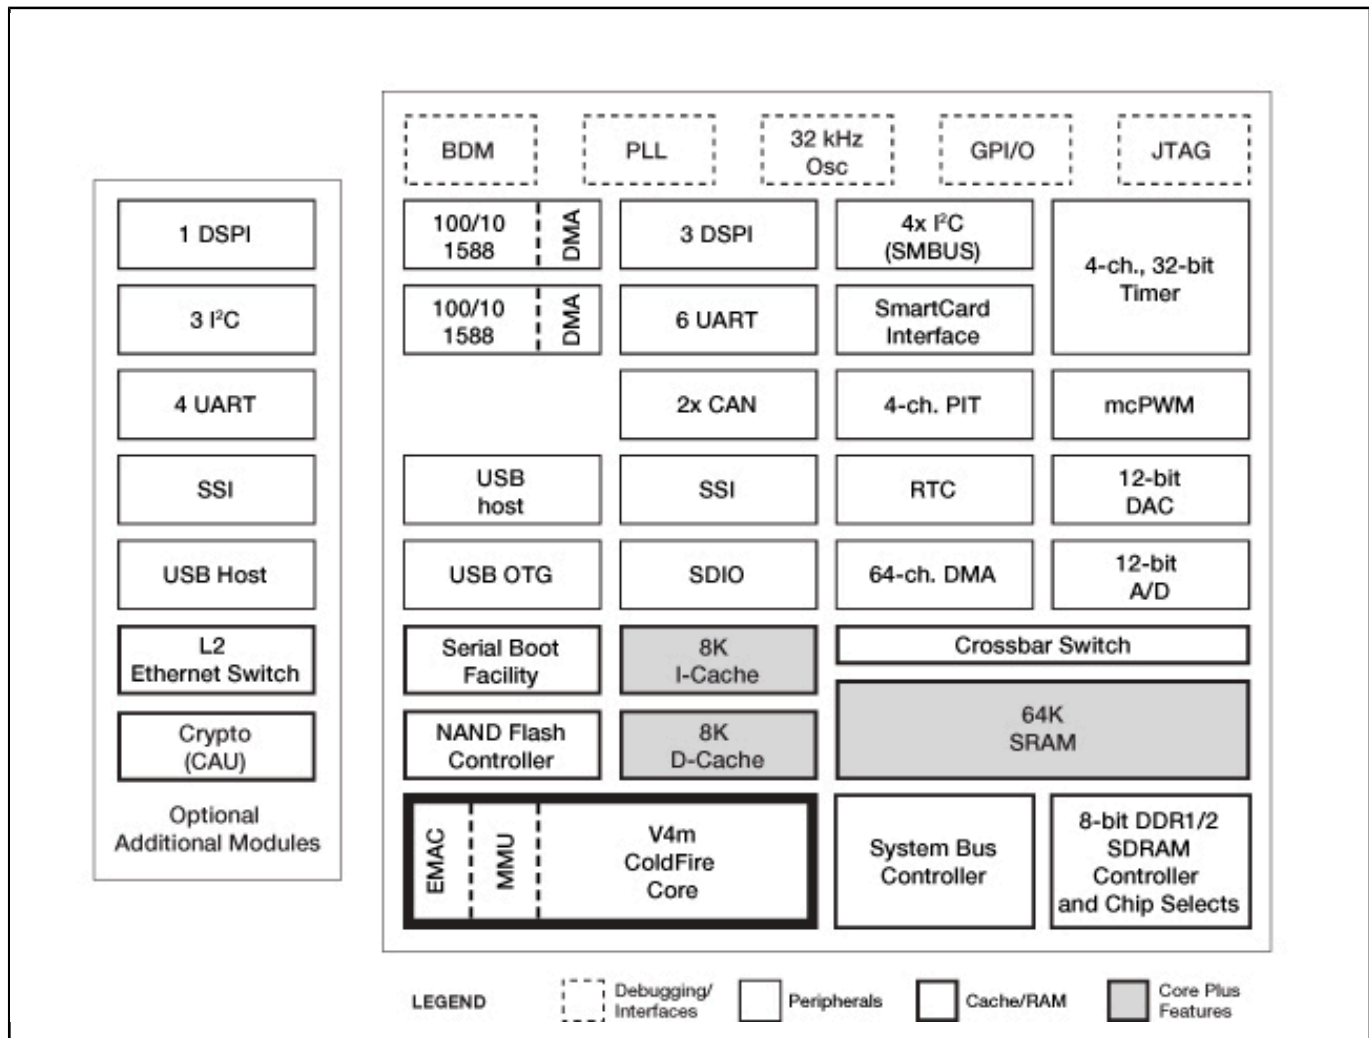 BDM
PLL
32 kHz
Osc
GPI/O
JTAG
1 DSPI
3 I²C
4 UART
SSI
USB Host
L2
Ethernet Switch
Crypto
(CAU)
Optional
Additional Modules
100/10
1588
DMA
3 DSPI
4x I²C
(SMBUS)
4-ch., 32-bit
Timer
100/10
1588
DMA
6 UART
SmartCard
Interface
2x CAN
4-ch. PIT
mcPWM
USB
host
SSI
RTC
12-bit
DAC
USB OTG
SDIO
64-ch. DMA
12-bit
A/D
Serial Boot
Facility
8K
I-Cache
Crossbar Switch
NAND Flash
Controller
8K
D-Cache
64K
SRAM
EMAC
MMU
V4m
ColdFire
Core
System Bus
Controller
8-bit DDR1/2
SDRAM
Controller
and Chip Selects
LEGEND
Debugging/
Interfaces
Peripherals
Cache/RAM
Core Plus
Features